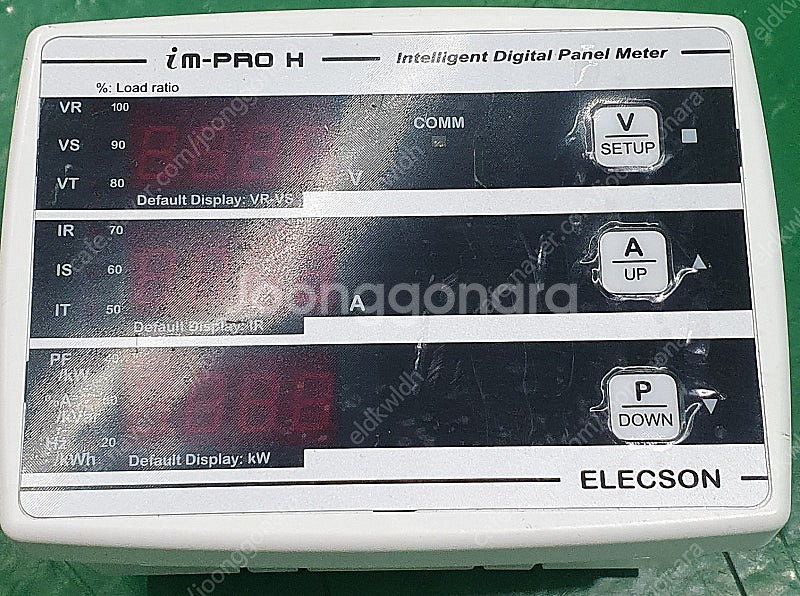 im-PRO H
Intelligent Digital Panel Meter
%: Load ratio
VR 100
VS 90
VT 80
COMM
V
V
SETUP
Default Display: VR-VS
IR 70
IS 60
IT 50
A
A
UP
Default Display: IR
PF
20
/kWh
P
DOWN
Default Display: kW
ELECSON
Joonggonara